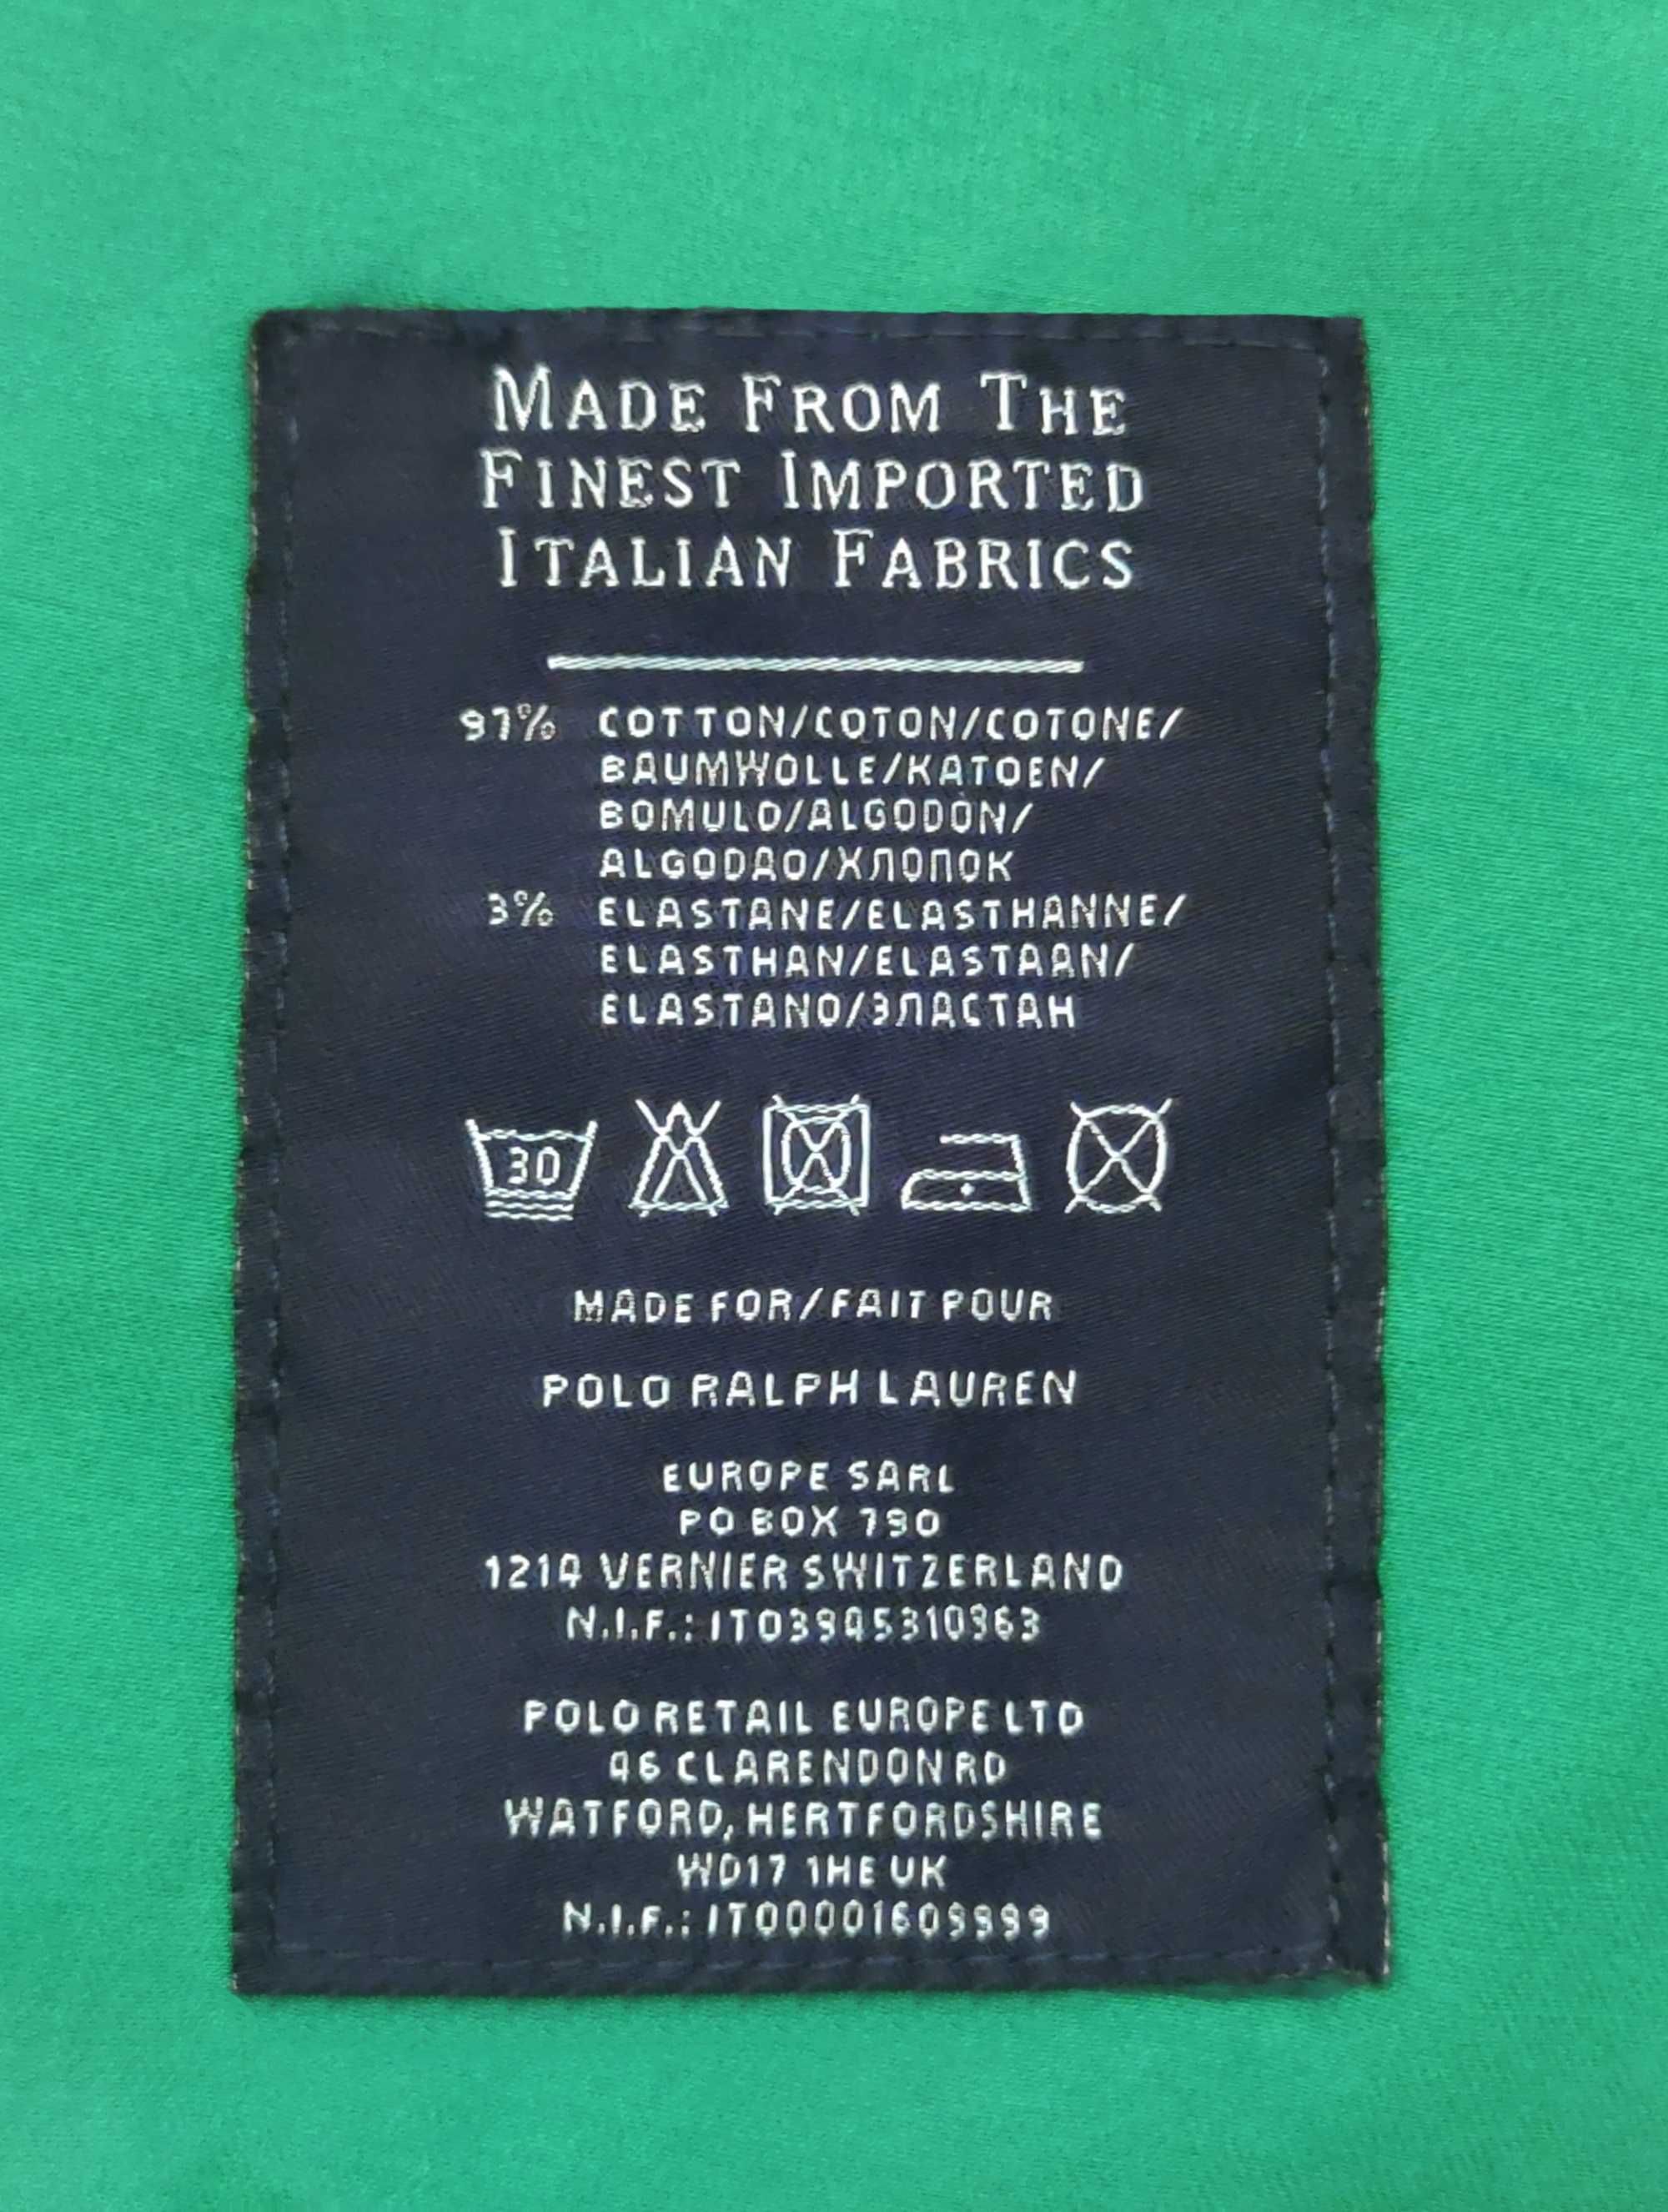 MADE FROM THE
FINEST IMPORTED
ITALIAN FABRICS
97% COTTON/COTON/COTONE/
BAUMWOLLE/KATOEN/
BOMULD/ALGODÓN/
ALGODAO/ХЛОПОК
3% ELASTANE/ELASTHANNE/
ELASTHAN/ELASTAAN/
ELASTANO/ЭЛАСТАН
30
MADE FOR/FAIT POUR
POLO RALPH LAUREN
EUROPE SARL
PO BOX 790
1214 VERNIER SWITZERLAND
N.I.F.: IT03945310963
POLO RETAIL EUROPE LTD
46 CLARENDON RD
WATFORD, HERTFORDSHIRE
WD17 1HE UK
N.I.F.: IT00001609999